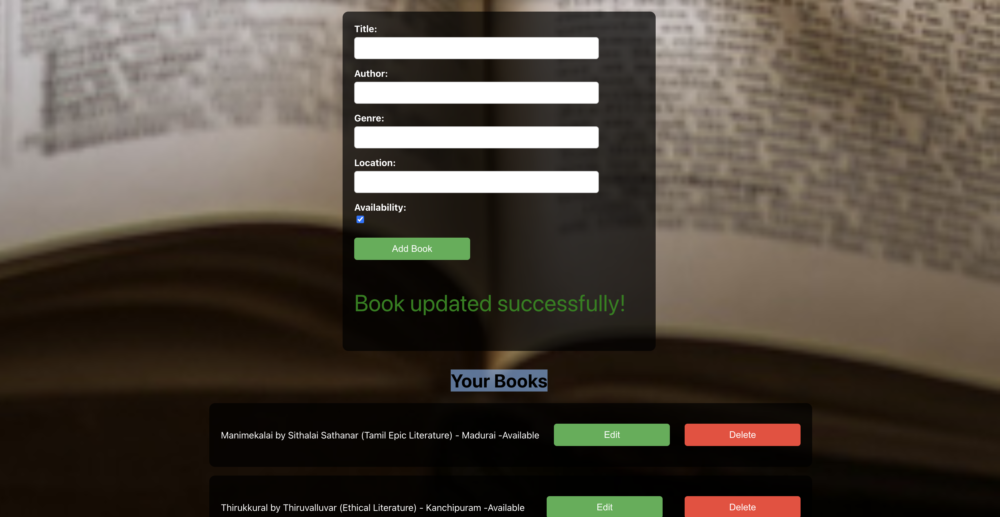 Title:
Author:
Genre:
Location:
Availability:
Add Book
Book updated successfully!
Your Books
Manimekalai by Sithalai Sathanar (Tamil Epic Literature) - Madurai -Available Edit Delete
Thirukkural by Thiruvalluvar (Ethical Literature) - Kanchipuram -Available Edit Delete